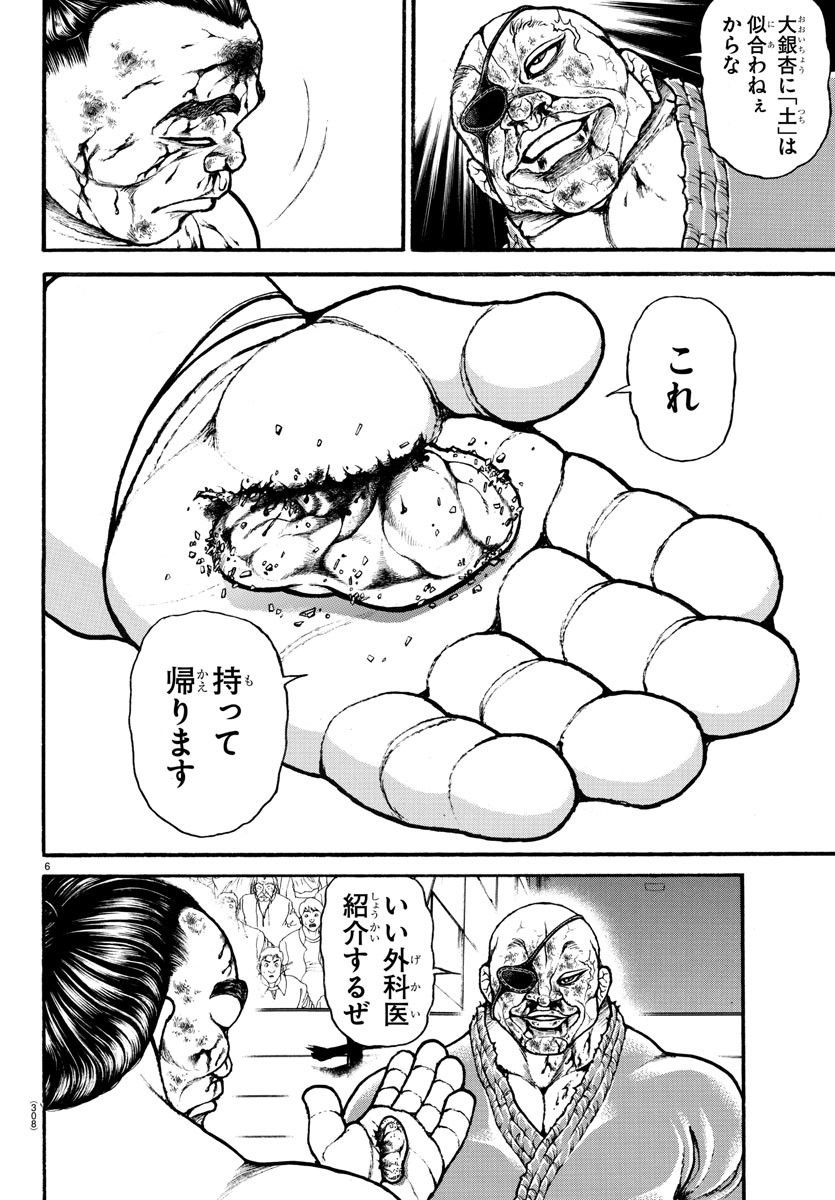 大銀杏に「土」は
似合わねぇ
からな
これ
持って
帰ります
いい外科医
紹介するぜ
6
(308)